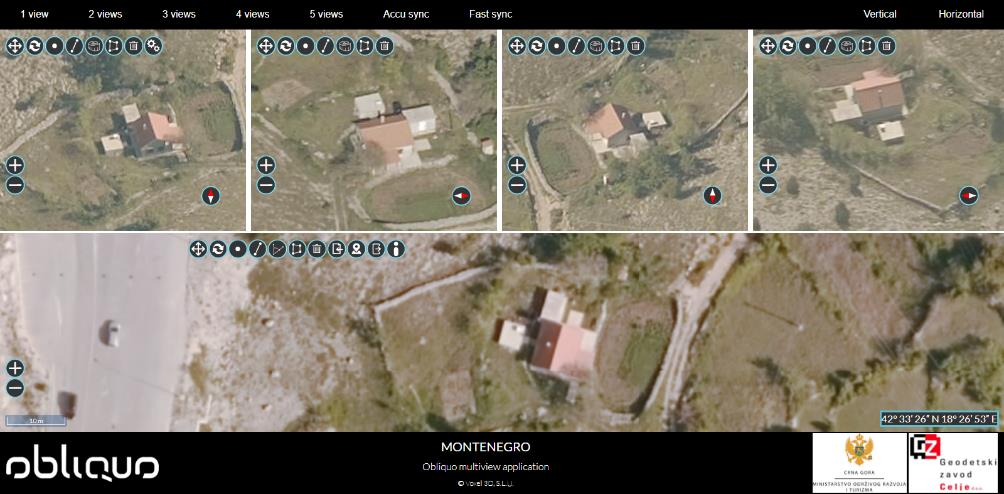 1 view 2 views 3 views 4 views 5 views Accu sync Fast sync Vertical Horizontal
10 m
42° 33' 26" N 18° 26' 53" E
obliquo
MONTENEGRO
Obliquo multiview application
© Voxel 3D, S.L.U.
CRNA GORA
MINISTARSTVO ODRŽIVOG RAZVOJA
I TURIZMA
GZ
Geodetski
zavod
Celje d.o.o.